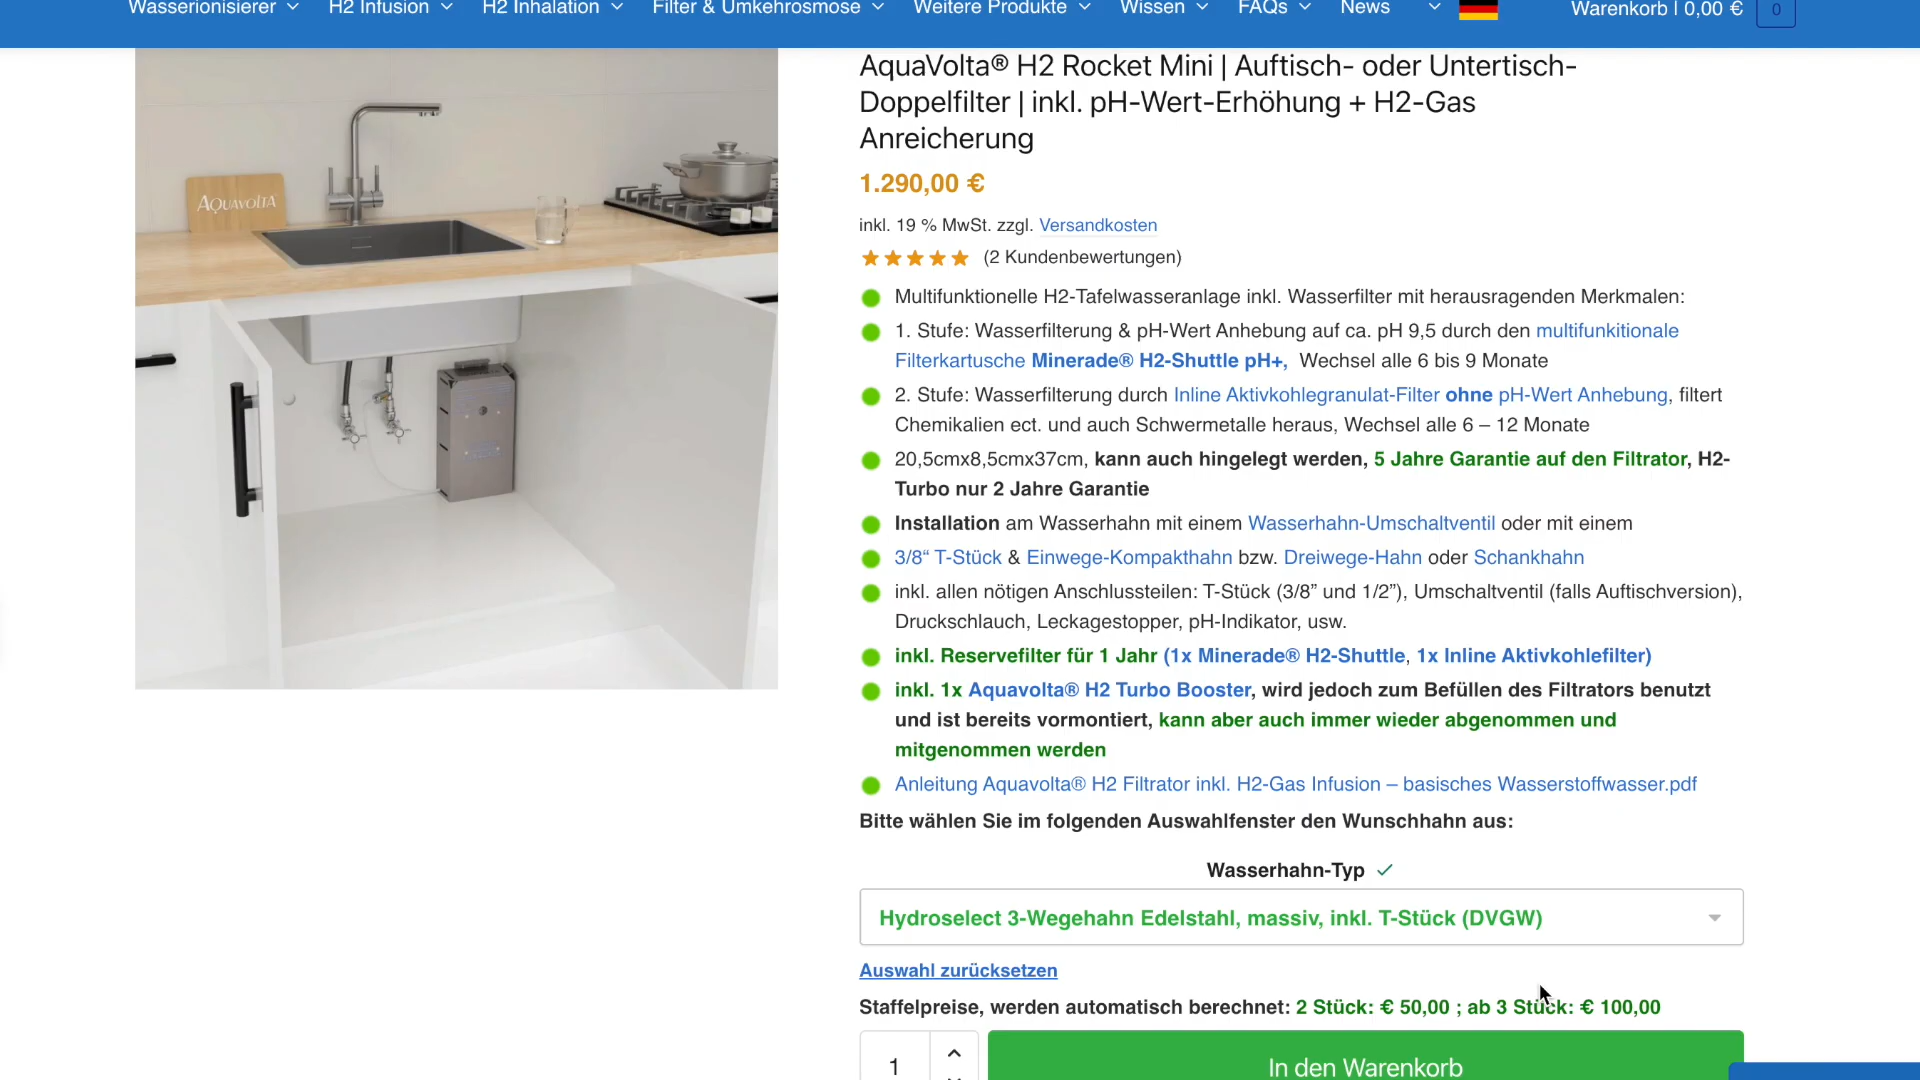 Wasserionisierer H2 Infusion H2 Inhalation Filter & Umkehrosmose Weitere Produkte Wissen FAQs News Warenkorb | 0,00 € 0
AquaVolta® H2 Rocket Mini | Auftisch- oder Untertisch-
Doppelfilter | inkl. pH-Wert-Erhöhung + H2-Gas
Anreicherung
1.290,00 €
inkl. 19 % MwSt. zzgl. Versandkosten
(2 Kundenbewertungen)
AQUAVOLTA
Multifunktionelle H2-Tafelwasseranlage inkl. Wasserfilter mit herausragenden Merkmalen:
1. Stufe: Wasserfilterung & pH-Wert Anhebung auf ca. pH 9,5 durch den multifunkitionale
Filterkartusche Minerade® H2-Shuttle pH+, Wechsel alle 6 bis 9 Monate
2. Stufe: Wasserfilterung durch Inline Aktivkohlegranulat-Filter ohne pH-Wert Anhebung, filtert
Chemikalien ect. und auch Schwermetalle heraus, Wechsel alle 6 – 12 Monate
20,5cmx8,5cmx37cm, kann auch hingelegt werden, 5 Jahre Garantie auf den Filtrator, H2-
Turbo nur 2 Jahre Garantie
Installation am Wasserhahn mit einem Wasserhahn-Umschaltventil oder mit einem
3/8“ T-Stück & Einwege-Kompakthahn bzw. Dreiwege-Hahn oder Schankhahn
inkl. allen nötigen Anschlussteilen: T-Stück (3/8” und 1/2”), Umschaltventil (falls Auftischversion),
Druckschlauch, Leckagestopper, pH-Indikator, usw.
inkl. Reservefilter für 1 Jahr (1x Minerade® H2-Shuttle, 1x Inline Aktivkohlefilter)
inkl. 1x Aquavolta® H2 Turbo Booster, wird jedoch zum Befüllen des Filtrators benutzt
und ist bereits vormontiert, kann aber auch immer wieder abgenommen und
mitgenommen werden
Anleitung Aquavolta® H2 Filtrator inkl. H2-Gas Infusion – basisches Wasserstoffwasser.pdf
Bitte wählen Sie im folgenden Auswahlfenster den Wunschhahn aus:
Wasserhahn-Typ
Hydroselect 3-Wegehahn Edelstahl, massiv, inkl. T-Stück (DVGW)
Auswahl zurücksetzen
Staffelpreise, werden automatisch berechnet: 2 Stück: € 50,00 ; ab 3 Stück: € 100,00
1 In den Warenkorb